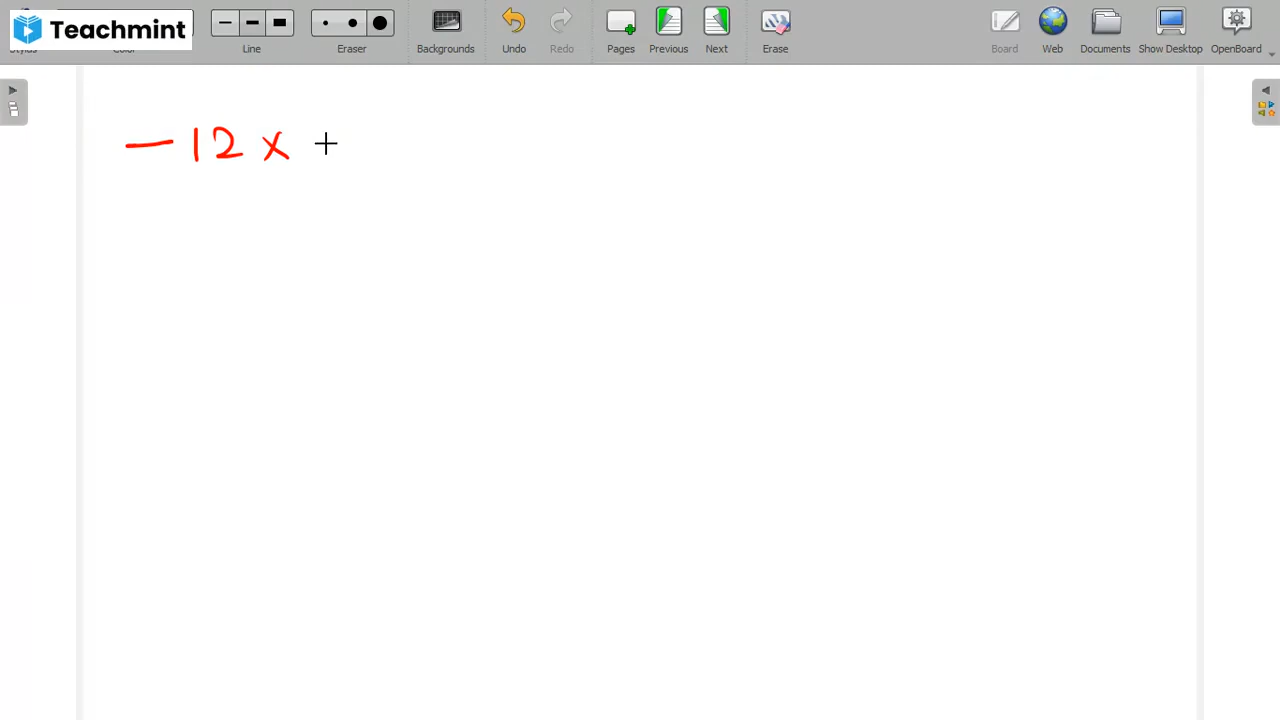 Teachmint
Line
Eraser
Backgrounds
Undo
Redo
Pages
Previous
Next
Erase
Board
Web
Documents
Show Desktop
OpenBoard
— 12 x